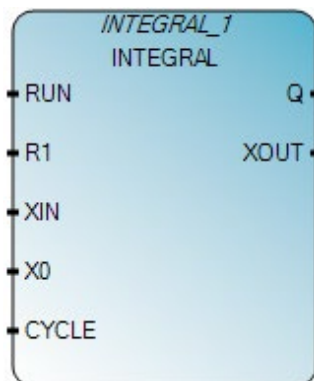 INTEGRAL_1
INTEGRAL
RUN Q
R1 XOUT
XIN
X0
CYCLE